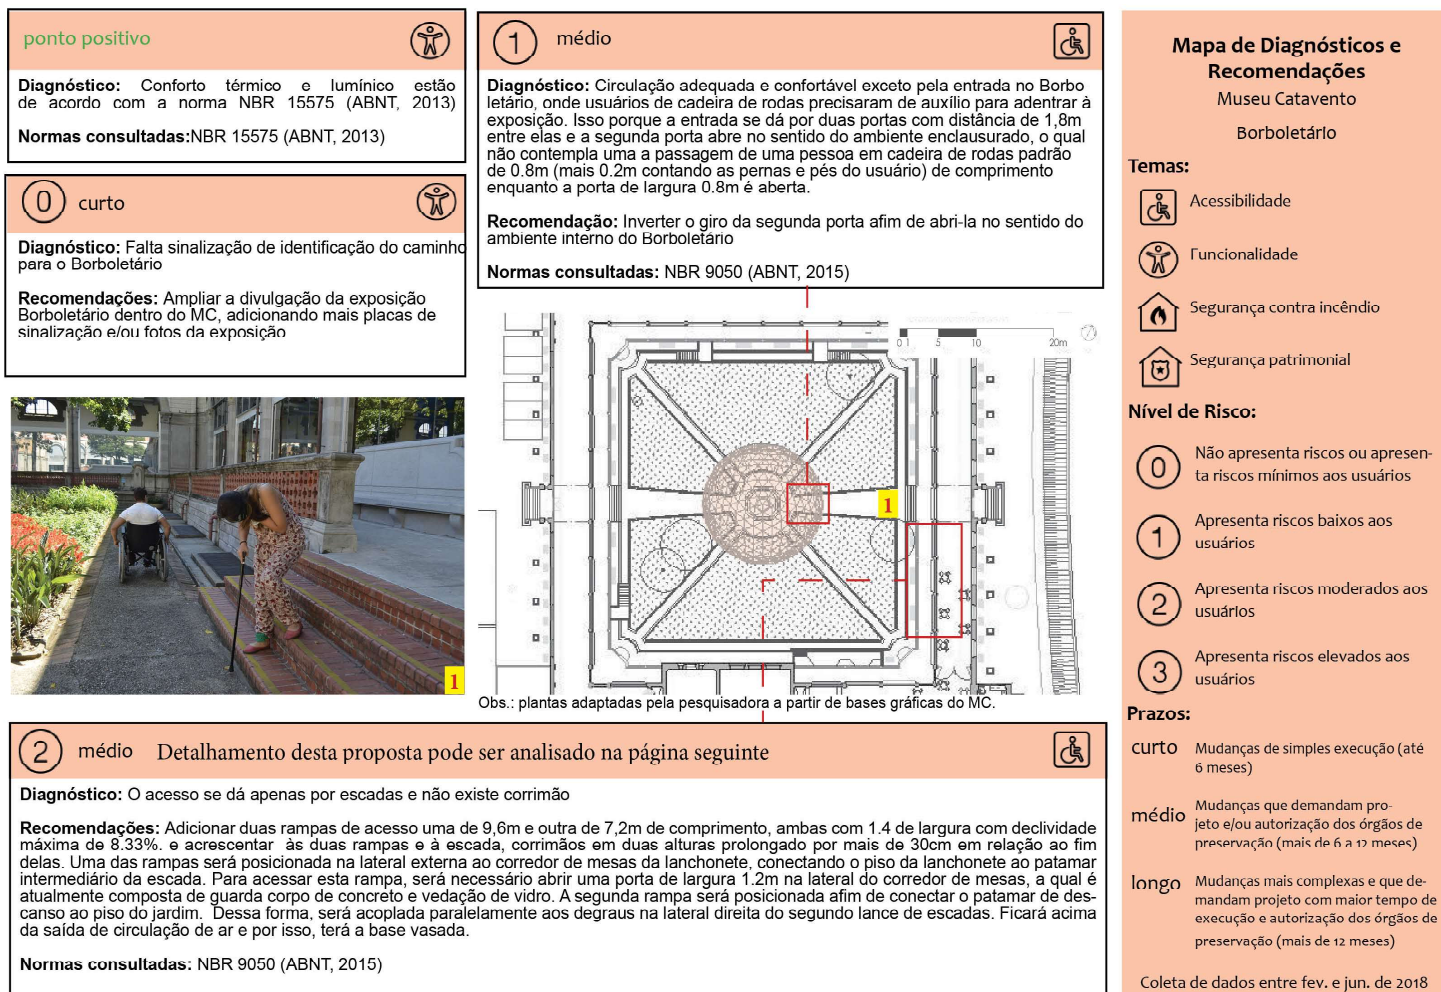 ponto positivo
Diagnóstico: Conforto térmico e lumínico estão
de acordo com a norma NBR 15575 (ABNT, 2013)
Normas consultadas:NBR 15575 (ABNT, 2013)
0 curto
Diagnóstico: Falta sinalização de identificação do caminho
para o Borboletário
Recomendações: Ampliar a divulgação da exposição
Borboletário dentro do MC, adicionando mais placas de
sinalização e/ou fotos da exposição
1 médio
Diagnóstico: Circulação adequada e confortável exceto pela entrada no Borbo
letário, onde usuários de cadeira de rodas precisaram de auxílio para adentrar à
exposição. Isso porque a entrada se dá por duas portas com distância de 1,8m
entre elas e a segunda porta abre no sentido do ambiente enclausurado, o qual
não contempla uma a passagem de uma pessoa em cadeira de rodas padrão
de 0.8m (mais 0.2m contando as pernas e pés do usuário) de comprimento
enquanto a porta de largura 0.8m é aberta.
Recomendação: Inverter o giro da segunda porta afim de abri-la no sentido do
ambiente interno do Borboletário
Normas consultadas: NBR 9050 (ABNT, 2015)
0 1 5 10 20m
1
1
Obs.: plantas adaptadas pela pesquisadora a partir de bases gráficas do MC.
2 médio Detalhamento desta proposta pode ser analisado na página seguinte
Diagnóstico: O acesso se dá apenas por escadas e não existe corrimão
Recomendações: Adicionar duas rampas de acesso uma de 9,6m e outra de 7,2m de comprimento, ambas com 1.4 de largura com declividade
máxima de 8.33%. e acrescentar às duas rampas e à escada, corrimãos em duas alturas prolongado por mais de 30cm em relação ao fim
delas. Uma das rampas será posicionada na lateral externa ao corredor de mesas da lanchonete, conectando o piso da lanchonete ao patamar
intermediário da escada. Para acessar esta rampa, será necessário abrir uma porta de largura 1.2m na lateral do corredor de mesas, a qual é
atualmente composta de guarda corpo de concreto e vedação de vidro. A segunda rampa será posicionada afim de conectar o patamar de des-
canso ao piso do jardim. Dessa forma, será acoplada paralelamente aos degraus na lateral direita do segundo lance de escadas. Ficará acima
da saída de circulação de ar e por isso, terá a base vasada.
Normas consultadas: NBR 9050 (ABNT, 2015)
Mapa de Diagnósticos e
Recomendações
Museu Catavento
Borboletário
Temas:
Acessibilidade
Funcionalidade
Segurança contra incêndio
Segurança patrimonial
Nível de Risco:
0 Não apresenta riscos ou apresen-
ta riscos mínimos aos usuários
1 Apresenta riscos baixos aos
usuários
2 Apresenta riscos moderados aos
usuários
3 Apresenta riscos elevados aos
usuários
Prazos:
curto Mudanças de simples execução (até
6 meses)
médio Mudanças que demandam pro-
jeto e/ou autorização dos órgãos de
preservação (mais de 6 a 12 meses)
longo Mudanças mais complexas e que de-
mandam projeto com maior tempo de
execução e autorização dos órgãos de
preservação (mais de 12 meses)
Coleta de dados entre fev. e jun. de 2018